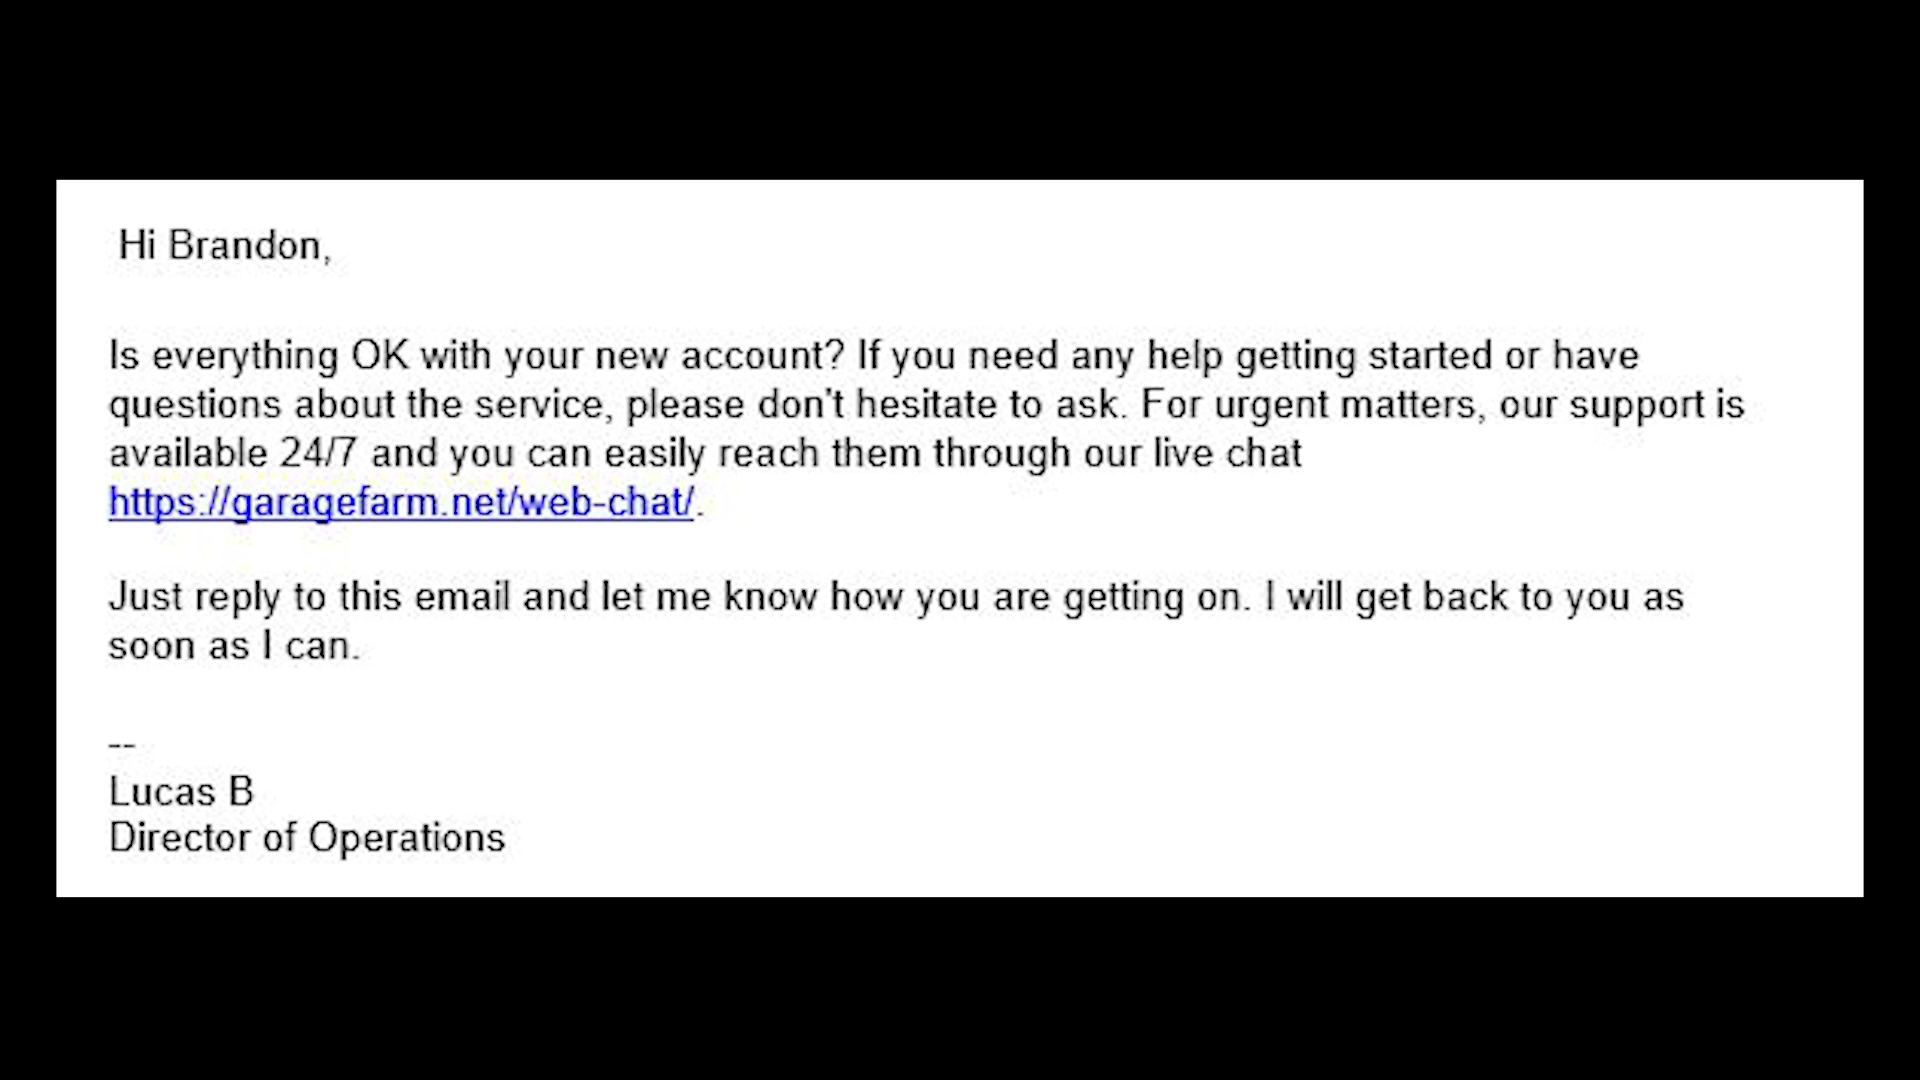 Hi Brandon,
Is everything OK with your new account? If you need any help getting started or have
questions about the service, please don't hesitate to ask. For urgent matters, our support is
available 24/7 and you can easily reach them through our live chat
https://garagefarm.net/web-chat/.
Just reply to this email and let me know how you are getting on. I will get back to you as
soon as I can.
--
Lucas B
Director of Operations